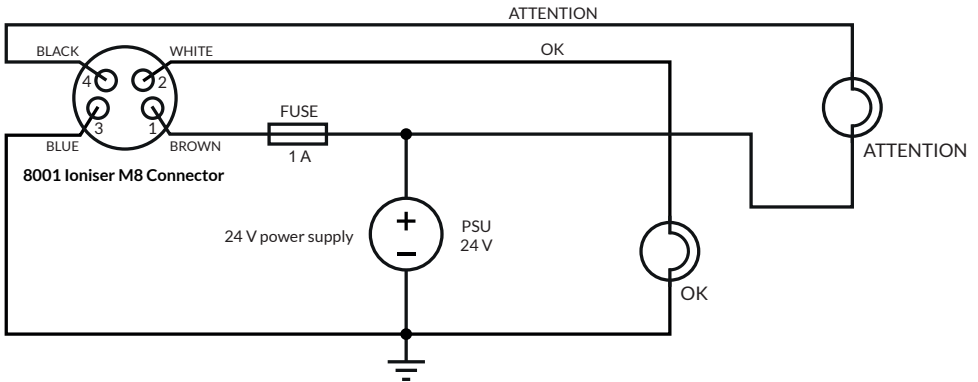 ATTENTION
BLACK
WHITE
OK
4
2
3
1
BLUE
BROWN
FUSE
1 A
ATTENTION
8001 Ioniser M8 Connector
24 V power supply
+
−
PSU
24 V
OK